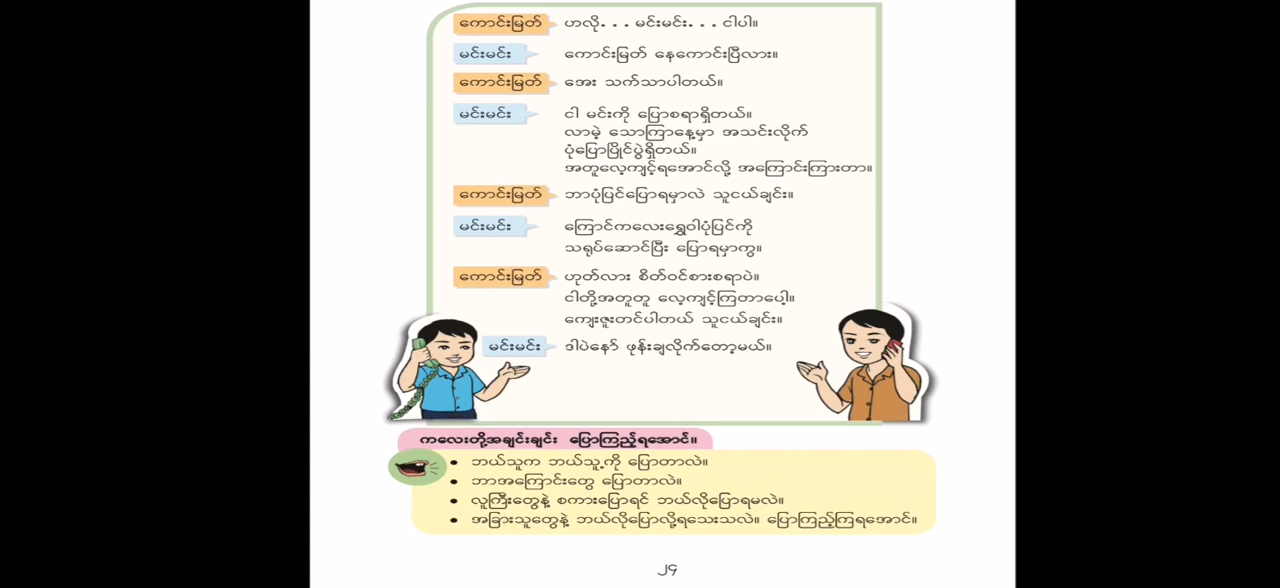 ကောင်းမြတ် ဟလို. . . မင်းမင်း. . . ငါပါ။
မင်းမင်း ကောင်းမြတ် နေကောင်းပြီလား။
ကောင်းမြတ် အေး သက်သာပါတယ်။
မင်းမင်း ငါ မင်းကို ပြောစရာရှိတယ်။
လာမဲ့ သောကြာနေ့မှာ အသင်းလိုက်
ပုံပြောပြိုင်ပွဲရှိတယ်။
အတူလေ့ကျင့်ရအောင်လို့ အကြောင်းကြားတာ။
ကောင်းမြတ် ဘာပုံပြင်ပြောရမှာလဲ သူငယ်ချင်း။
မင်းမင်း ကြောင်ကလေးရွှေဝါပုံပြင်ကို
သရုပ်ဆောင်ပြီး ပြောရမှာကွ။
ကောင်းမြတ် ဟုတ်လား စိတ်ဝင်စားစရာပဲ။
ငါတို့အတူတူ လေ့ကျင့်ကြတာပေါ့။
ကျေးဇူးတင်ပါတယ် သူငယ်ချင်း။
မင်းမင်း ဒါပဲနော် ဖုန်းချလိုက်တော့မယ်။
ကလေးတို့အချင်းချင်း ပြောကြည့်ရအောင်။
• ဘယ်သူက ဘယ်သူ့ကို ပြောတာလဲ။
• ဘာအကြောင်းတွေ ပြောတာလဲ။
• လူကြီးတွေနဲ့ စကားပြောရင် ဘယ်လိုပြောရမလဲ။
• အခြားသူတွေနဲ့ ဘယ်လိုပြောလို့ရသေးသလဲ။ ပြောကြည့်ကြရအောင်။
၂၄